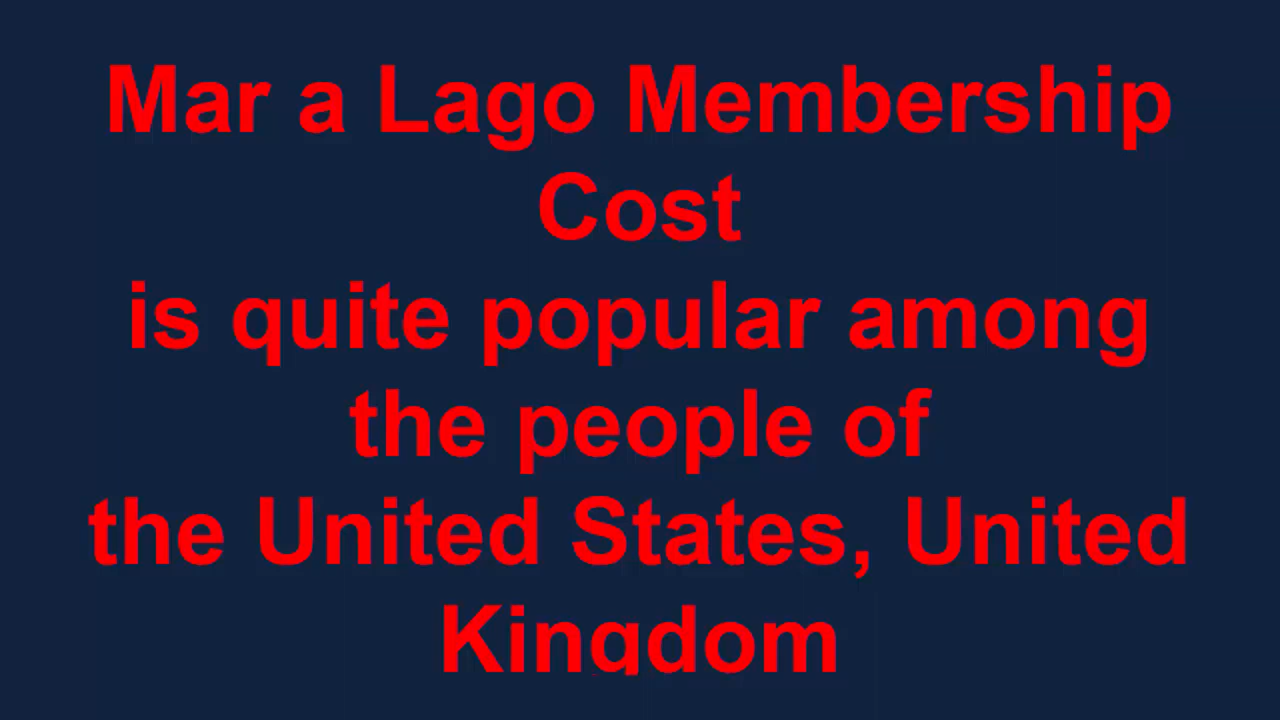 Mar a Lago Membership
Cost
is quite popular among
the people of
the United States, United
Kingdom